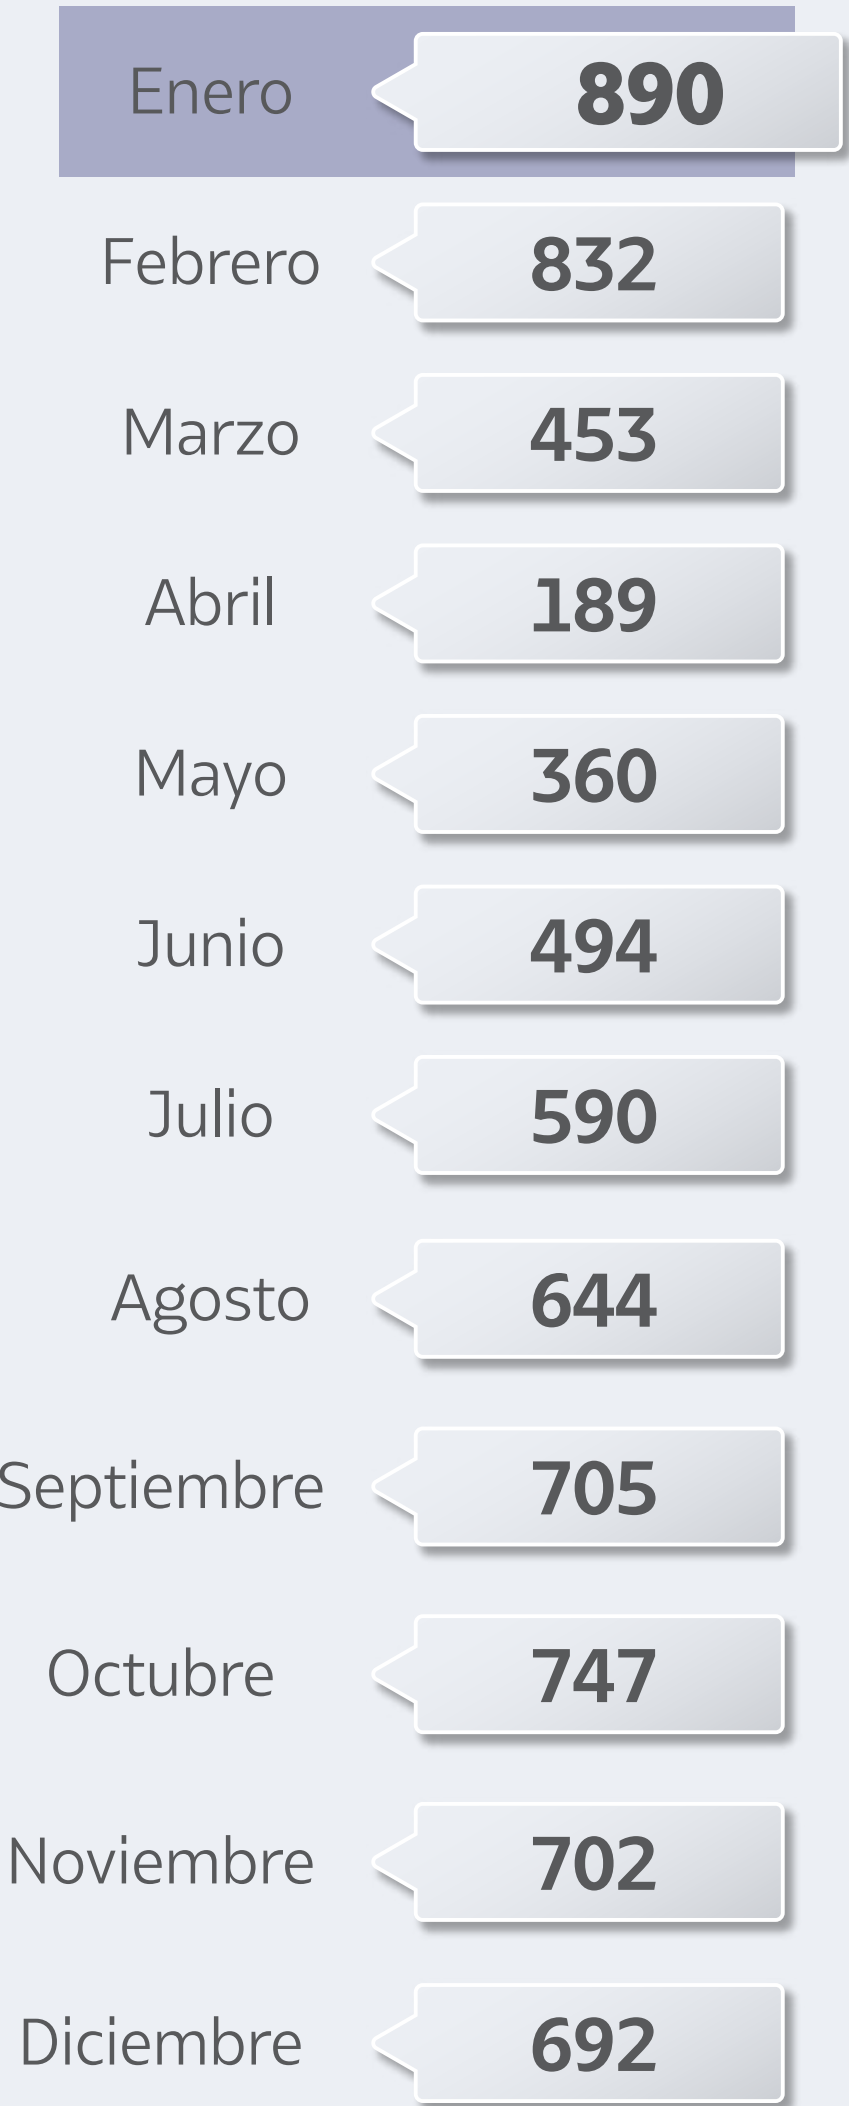 Enero 890
Febrero 832
Marzo 453
Abril 189
Mayo 360
Junio 494
Julio 590
Agosto 644
Septiembre 705
Octubre 747
Noviembre 702
Diciembre 692